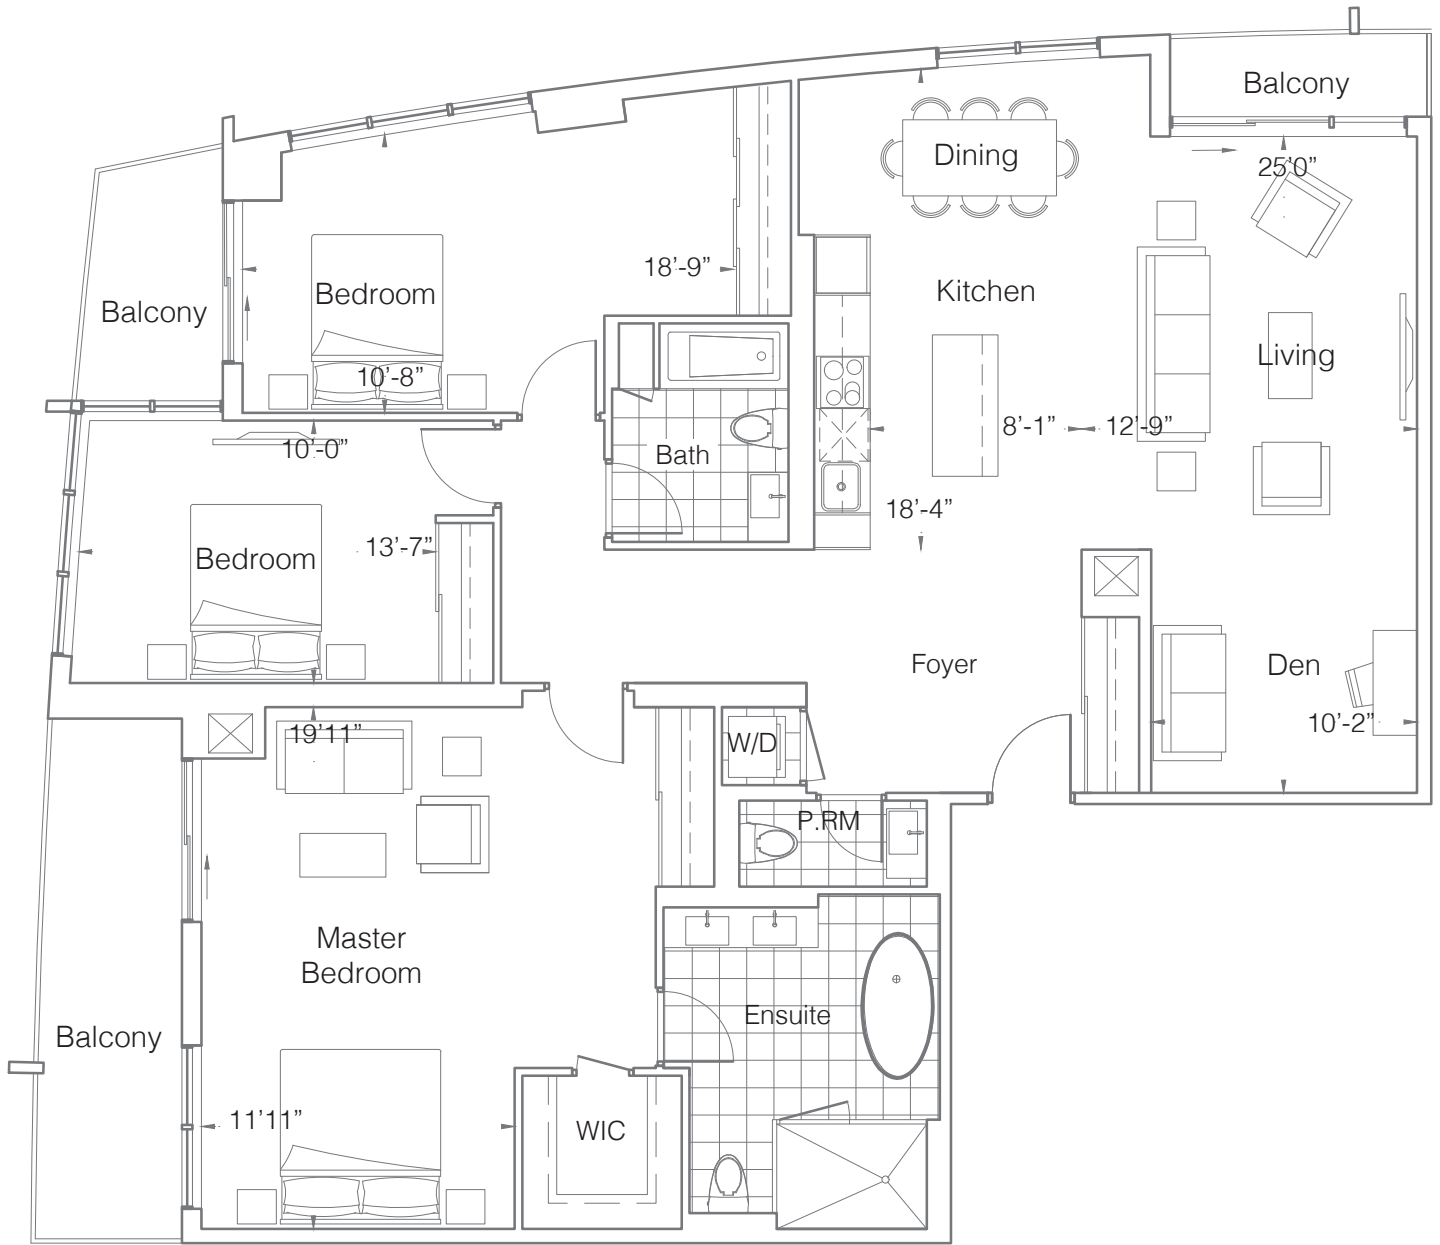 Balcony
Dining
25'0”
18'-9”
Bedroom
Kitchen
Balcony
Living
10'-8”
8'-1”
12'-9”
10'-0”
Bath
18'-4”
13'-7”
Bedroom
Foyer
Den
10'-2”
19'11”
W/D
P.RM
Master
Bedroom
Ensuite
Balcony
11'11”
WIC